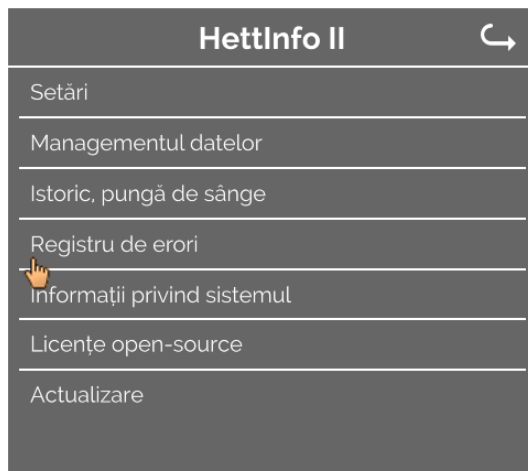 HettInfo II
Setări
Managementul datelor
Istoric, pungă de sânge
Registru de erori
Informații privind sistemul
Licențe open-source
Actualizare